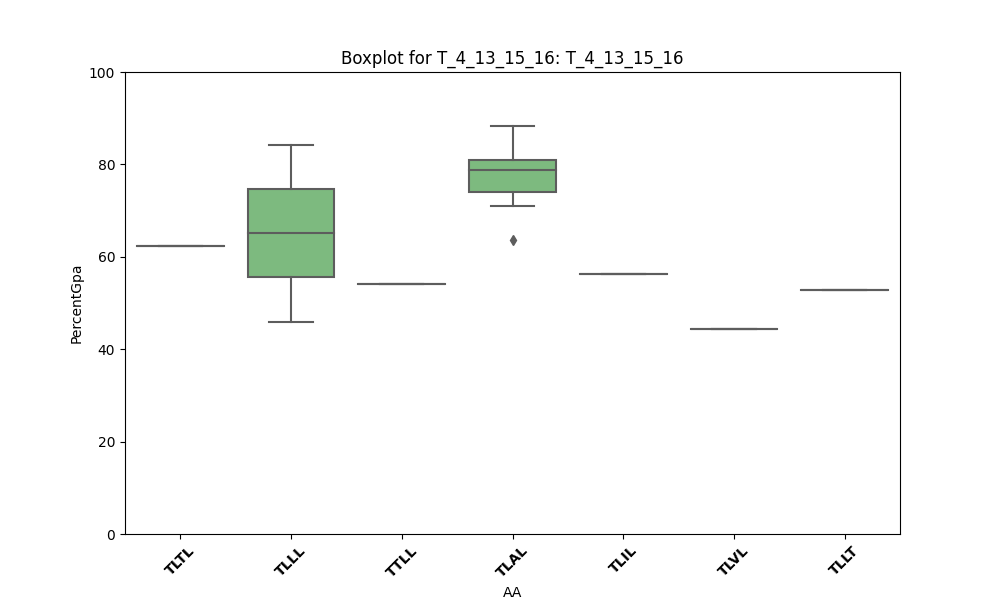 Boxplot for T_4_13_15_16: T_4_13_15_16
100
80
60
40
20
0
PercentGpa
TLTL
TLLL
TTLL
TLAL
TLIL
TLVL
TLLT
AA